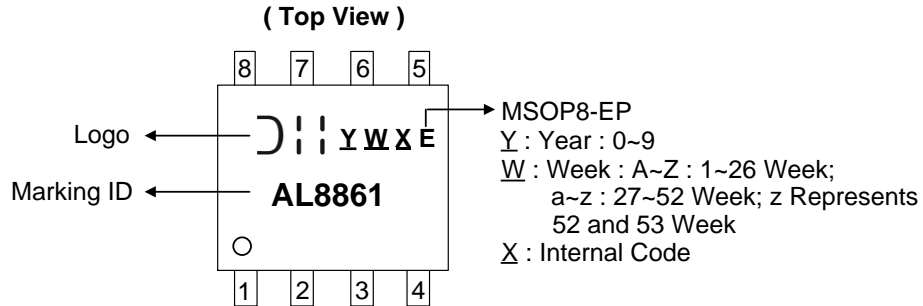 ( Top View )
8 7 6 5
Logo
Y W X E
MSOP8-EP
Y : Year : 0~9
Marking ID
AL8861
W : Week : A~Z : 1~26 Week;
a~z : 27~52 Week; z Represents
52 and 53 Week
X : Internal Code
1 2 3 4